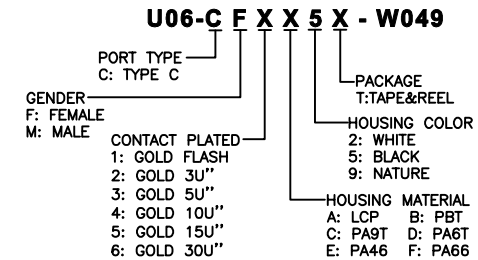 U06-CFXX5X-W049
PORT TYPE
C: TYPE C
GENDER
F: FEMALE
M: MALE
CONTACT PLATED
1: GOLD FLASH
2: GOLD 3U"
3: GOLD 5U"
4: GOLD 10U"
5: GOLD 15U"
6: GOLD 30U"
PACKAGE
T:TAPE&REEL
HOUSING COLOR
2: WHITE
5: BLACK
9: NATURE
HOUSING MATERIAL
A: LCP B: PBT
C: PA9T D: PA6T
E: PA46 F: PA66